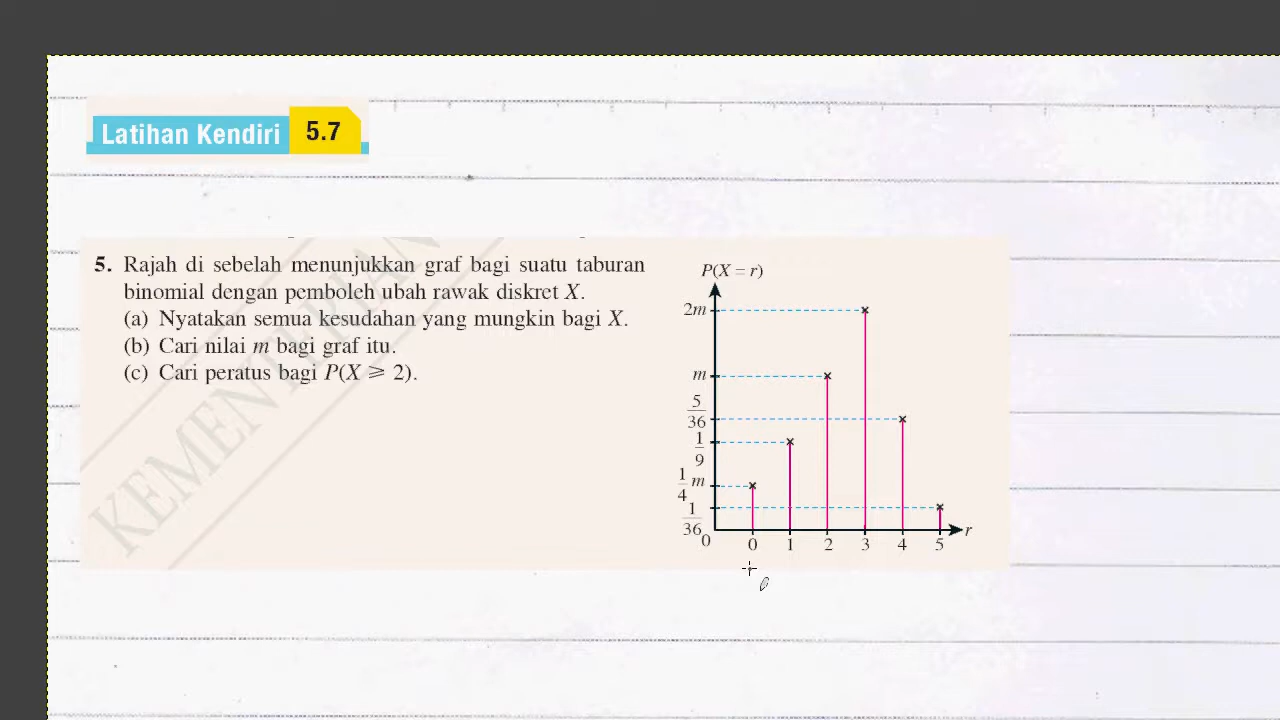 Latihan Kendiri 5.7
5. Rajah di sebelah menunjukkan graf bagi suatu taburan
binomial dengan pemboleh ubah rawak diskret X.
(a) Nyatakan semua kesudahan yang mungkin bagi X.
(b) Cari nilai m bagi graf itu.
(c) Cari peratus bagi P(X ⩾ 2).
P(X = r)
2m
m
5/36
1/9
1/4 m
1/36
0
0 1 2 3 4 5 r
KEMENTERIAN